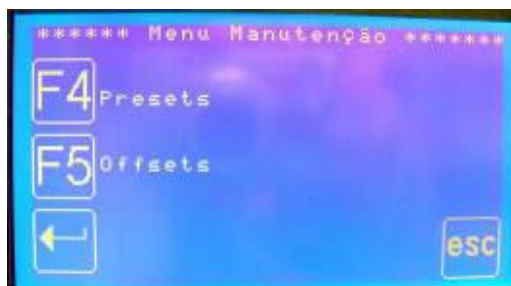 ****** Menu Manutenção *******
F4 Presets
F5 Offsets
esc